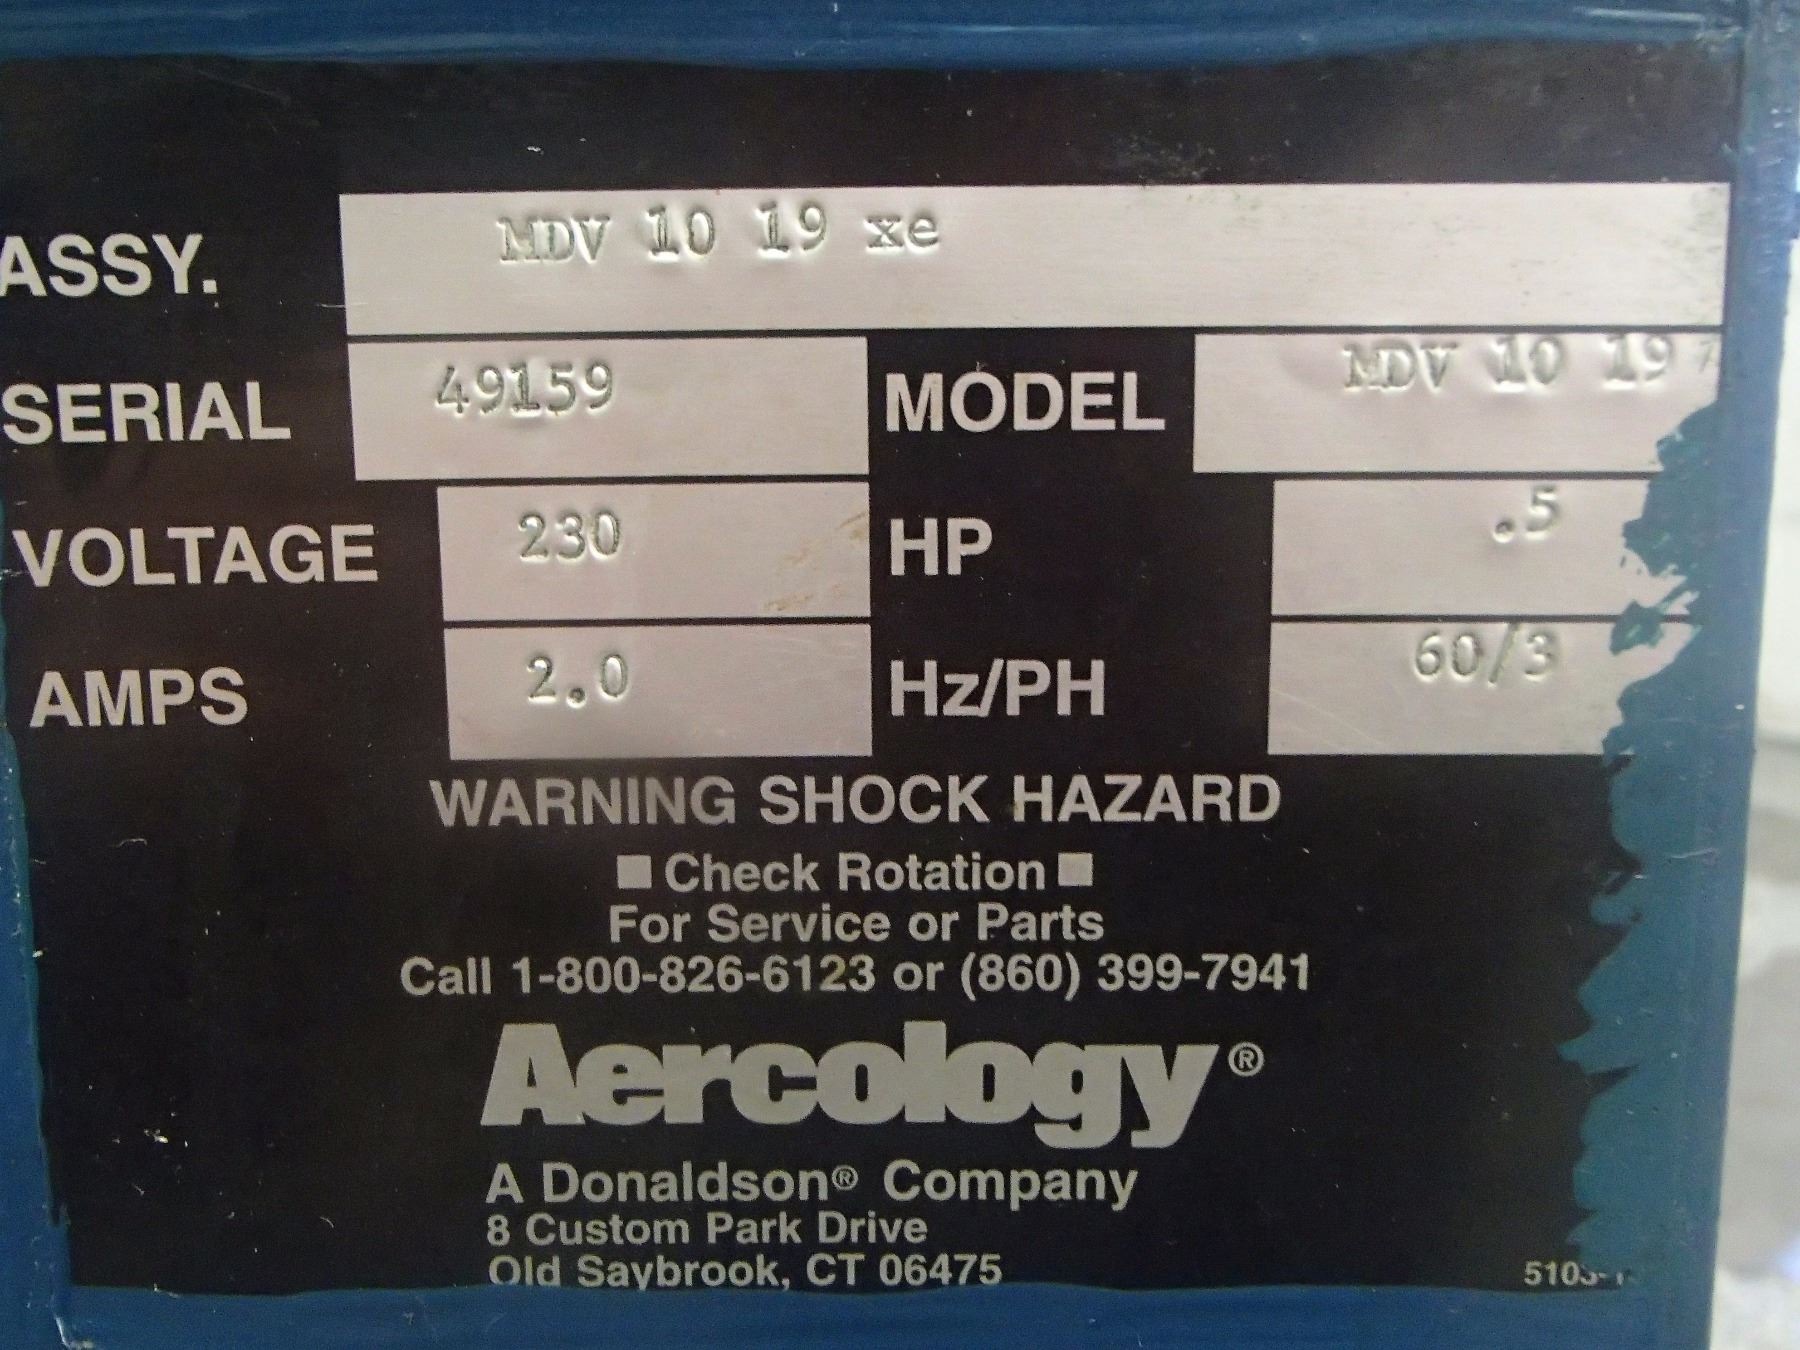 ASSY. MDV 10 19 xe
SERIAL 49159 MODEL MDV 10 19
VOLTAGE 230 HP .5
AMPS 2.0 Hz/PH 60/3
WARNING SHOCK HAZARD
■ Check Rotation ■
For Service or Parts
Call 1-800-826-6123 or (860) 399-7941
Aercology®
A Donaldson® Company
8 Custom Park Drive
Old Saybrook, CT 06475